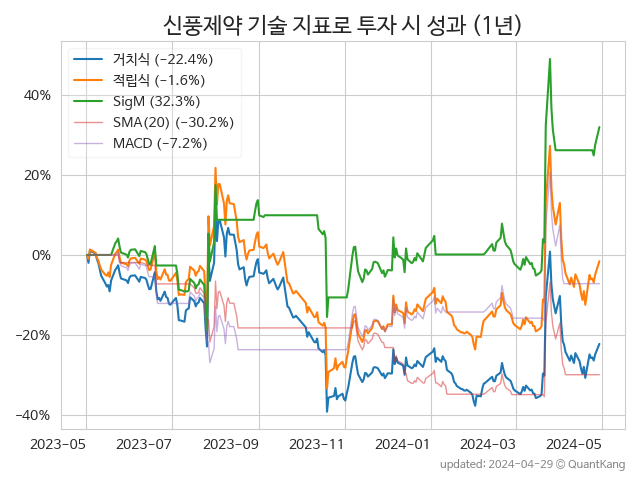 신풍제약 기술 지표로 투자 시 성과 (1년)
거치식 (−22.4%)
적립식 (−1.6%)
SigM (32.3%)
SMA(20) (−30.2%)
MACD (−7.2%)
40%
20%
0%
−20%
−40%
2023-05 2023-07 2023-09 2023-11 2024-01 2024-03 2024-05
updated: 2024-04-29 © QuantKang